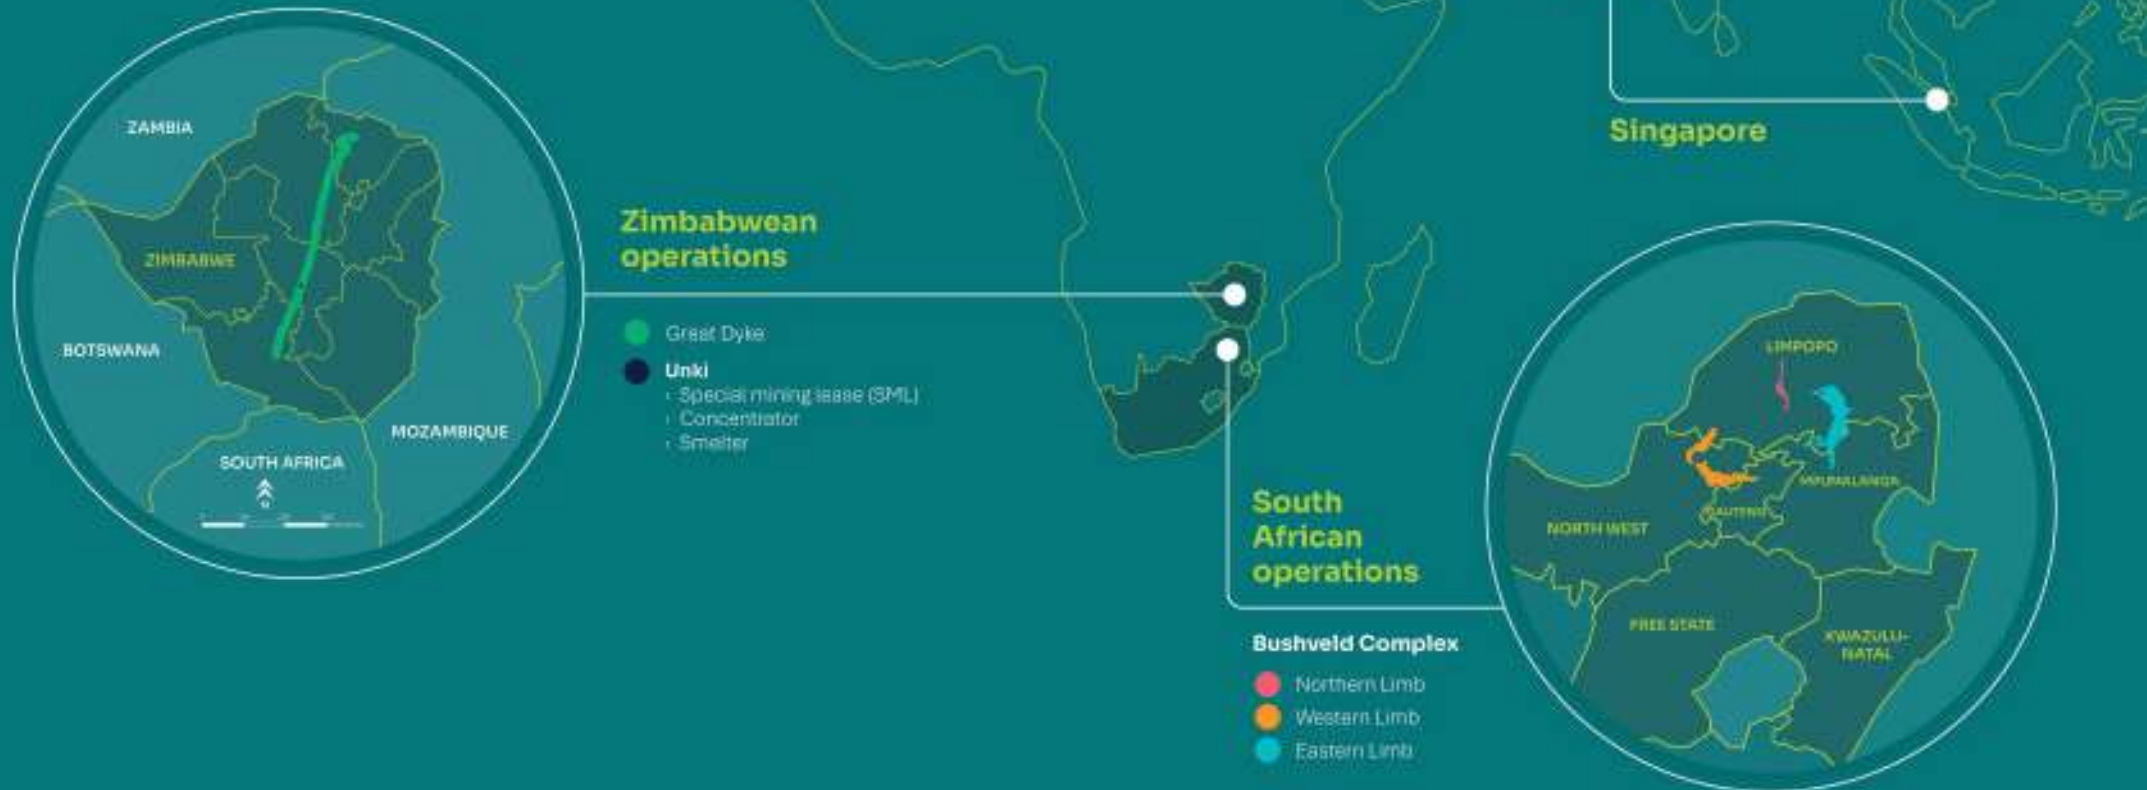 ZAMBIA
ZIMBABWE
BOTSWANA
MOZAMBIQUE
SOUTH AFRICA
Zimbabwean
operations
Great Dyke
Unki
› Special mining lease (SML)
› Concentrator
› Smelter
Singapore
South
African
operations
Bushveld Complex
Northern Limb
Western Limb
Eastern Limb
LIMPOPO
MPUMALANGA
GAUTENG
NORTH WEST
FREE STATE
KWAZULU-
NATAL